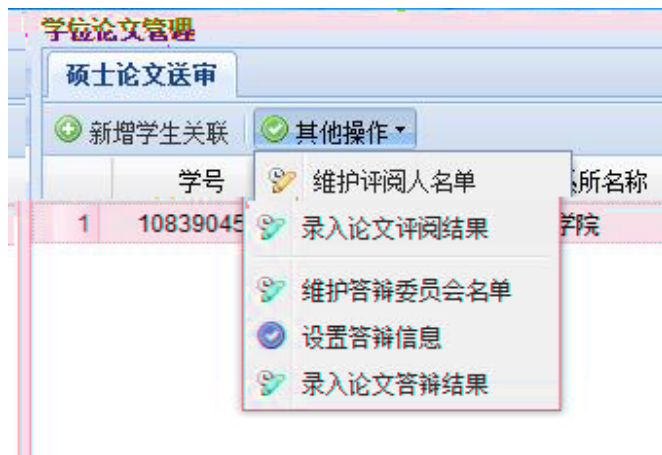 学位论文管理
硕士论文送审
新增学生关联 其他操作
学号 所名称
1 10839045 学院
维护评阅人名单
录入论文评阅结果
维护答辩委员会名单
设置答辩信息
录入论文答辩结果